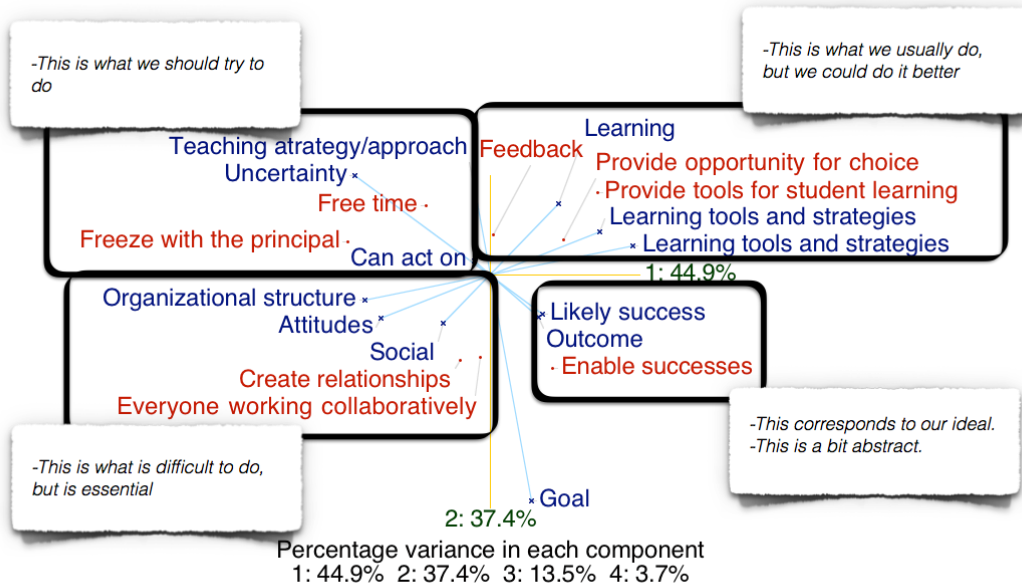 -This is what we should try to
do
-This is what we usually do,
but we could do it better
Teaching atrategy/approach
Uncertainty
Free time
Freeze with the principal
Can act on
Learning
Feedback
Provide opportunity for choice
Provide tools for student learning
Learning tools and strategies
Learning tools and strategies
1: 44.9%
Organizational structure
Attitudes
Social
Create relationships
Everyone working collaboratively
Likely success
Outcome
Enable successes
-This is what is difficult to do,
but is essential
-This corresponds to our ideal.
-This is a bit abstract.
Goal
2: 37.4%
Percentage variance in each component
1: 44.9% 2: 37.4% 3: 13.5% 4: 3.7%